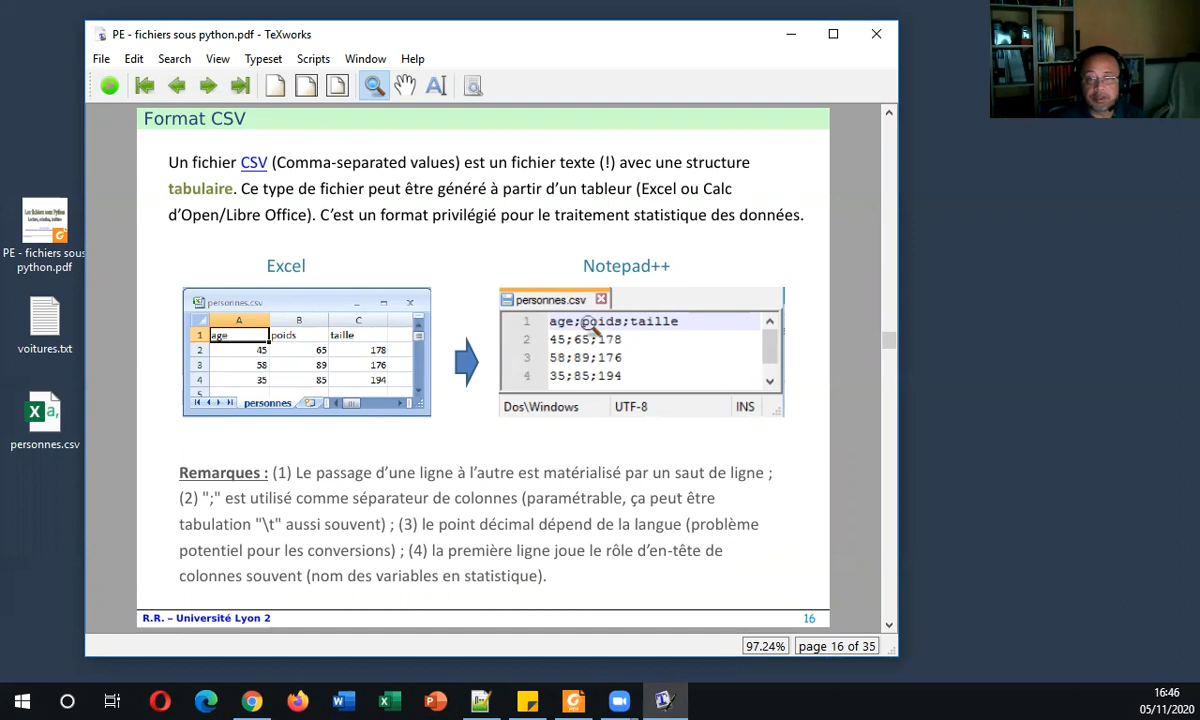 PE - fichiers sous python.pdf - TeXworks
File Edit Search View Typeset Scripts Window Help
Format CSV
Un fichier CSV (Comma-separated values) est un fichier texte (!) avec une structure
tabulaire. Ce type de fichier peut être généré à partir d'un tableur (Excel ou Calc
d'Open/Libre Office). C'est un format privilégié pour le traitement statistique des données.
Excel
Notepad++
personnes.csv
A B C
1 age poids taille
2 45 65 178
3 58 89 176
4 35 85 194
5
personnes
personnes.csv
1 age;poids;taille
2 45;65;178
3 58;89;176
4 35;85;194
Dos\Windows UTF-8 INS
Remarques : (1) Le passage d'une ligne à l'autre est matérialisé par un saut de ligne ;
(2) ";" est utilisé comme séparateur de colonnes (paramétrable, ça peut être
tabulation "\t" aussi souvent) ; (3) le point décimal dépend de la langue (problème
potentiel pour les conversions) ; (4) la première ligne joue le rôle d'en-tête de
colonnes souvent (nom des variables en statistique).
R.R. – Université Lyon 2
16
97.24% page 16 of 35
PE - fichiers sous
python.pdf
voitures.txt
personnes.csv
16:46
05/11/2020